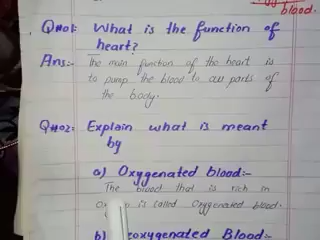 blood.
Q#01: What is the function of
heart?
Ans:- The main function of the heart is
to pump the blood to all parts of
the body.
Q#02: Explain what is meant
by
a) Oxygenated blood:-
The blood that is rich in
is called Oxygenated blood.
b) eoxygenated Blood:-